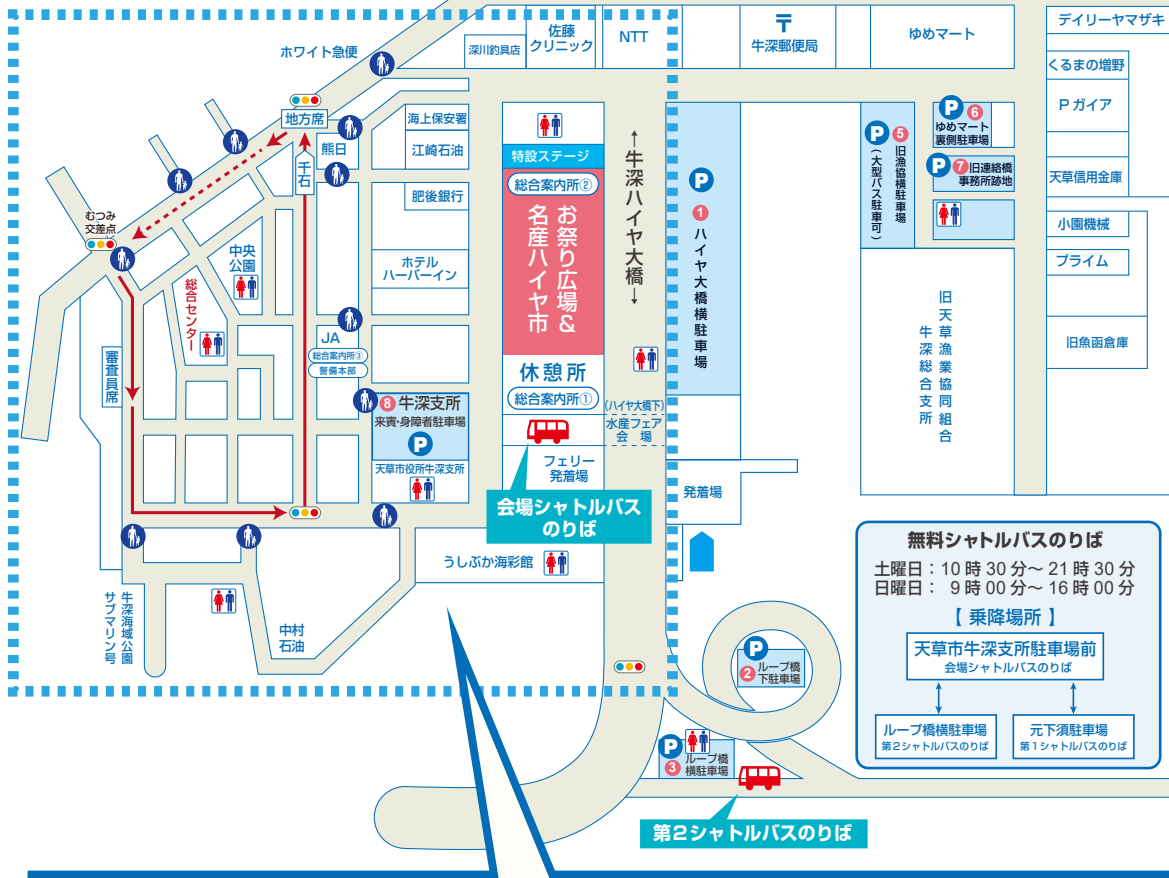 ホワイト急便
深川釣具店
佐藤
クリニック
NTT
〒
牛深郵便局
ゆめマート
デイリーヤマザキ
くるまの増野
Pガイア
天草信用金庫
小園機械
プライム
旧魚函倉庫
地方席
熊日
千石
海上保安署
江崎石油
肥後銀行
ホテル
ハーバーイン
特設ステージ
総合案内所②
お祭り広場&
名産ハイヤ市
休憩所
総合案内所①
←牛深ハイヤ大橋→
(ハイヤ大橋下)
水産フェア
会場
P
1
ハイヤ大橋横駐車場
P
5
旧漁協横駐車場
(大型バス駐車可)
P
6
ゆめマート
裏側駐車場
P
7
旧連絡橋
事務所跡地
旧天草漁業協同組合
牛深総合支所
むつみ
交差点
中央
公園
総合センター
審査員席
JA
総合案内所③
警備本部
8
牛深支所
来賓・身障者駐車場
P
天草市役所牛深支所
フェリー
発着場
会場シャトルバス
のりば
発着場
うしぶか海彩館
牛深海域公園
サブマリン号
中村
石油
P
2
ループ橋
下駐車場
P
3
ループ橋
横駐車場
第2シャトルバスのりば
無料シャトルバスのりば
土曜日:10時30分〜21時30分
日曜日: 9時00分〜16時00分
【 乗降場所 】
天草市牛深支所駐車場前
会場シャトルバスのりば
ループ橋横駐車場
第2シャトルバスのりば
元下須駐車場
第1シャトルバスのりば